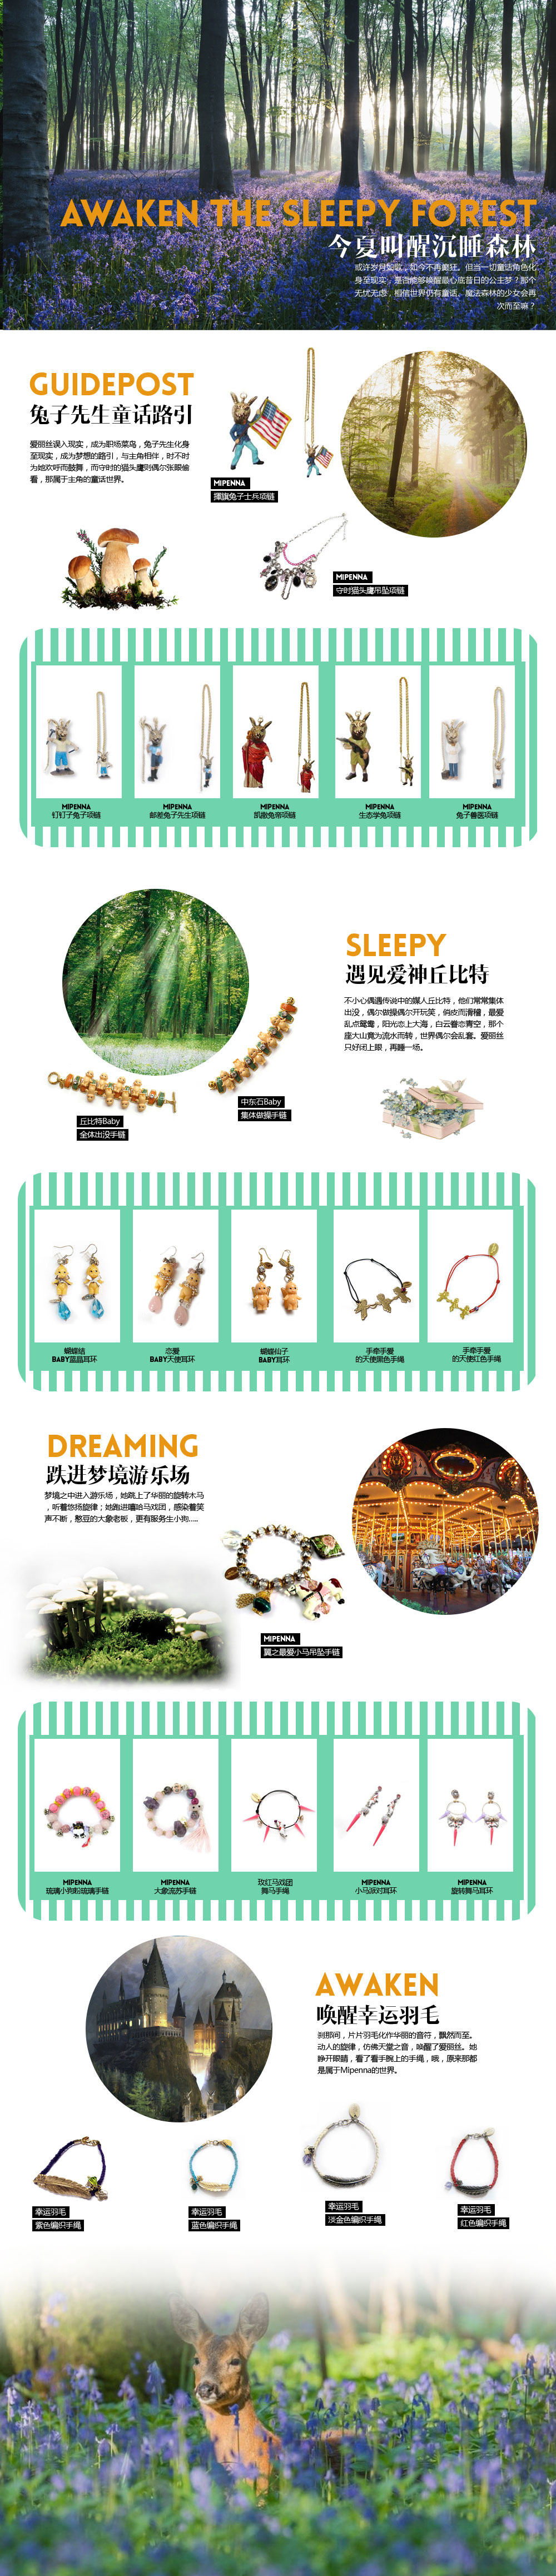 AWAKEN THE SLEEPY FOREST
今夏叫醒沉睡森林
或许岁月如歌，如今不再癫狂。但当一切童话角色化
身至现实，是否能够唤醒最心底昔日的公主梦？那个
无忧无虑，相信世界仍有童话、魔法森林的少女会再
次而至嘛？
GUIDEPOST
兔子先生童话路引
爱丽丝误入现实，成为职场菜鸟，兔子先生化身
至现实，成为梦想的路引，与主角相伴，时不时
为她欢呼而鼓舞，而守时的猫头鹰则偶尔张眼偷
看，那属于主角的童话世界。
MIPENNA
挥旗兔子士兵项链
MIPENNA
守时猫头鹰吊坠项链
MIPENNA
钉钉子兔子项链
MIPENNA
邮差兔子先生项链
MIPENNA
凯撒兔帝项链
MIPENNA
生态学兔项链
MIPENNA
兔子兽医项链
SLEEPY
遇见爱神丘比特
不小心偶遇传说中的媒人丘比特，他们常常集体
出没，偶尔做操偶尔开玩笑，俏皮而滑稽，最爱
乱点鸳鸯，阳光恋上大海，白云眷恋青空，那个
座大山竟为流水而转，世界偶尔会乱套。爱丽丝
只好闭上眼，再睡一场。
丘比特Baby
全体出没手链
中东石Baby
集体做操手链
蝴蝶结
BABY蓝晶耳环
恋爱
BABY天使耳环
蝴蝶仙子
BABY耳环
手牵手爱
的天使黑色手绳
手牵手爱
的天使红色手绳
DREAMING
跌进梦境游乐场
梦境之中进入游乐场，她跳上了华丽的旋转木马
，听着悠扬旋律；她跑进嘻哈马戏团，感染着笑
声不断，憨豆的大象老板，更有服务生小狗.....
MIPENNA
翼之最爱小马吊坠手链
MIPENNA
琉璃小狗粉琉璃手链
MIPENNA
大象流苏手链
玫红马戏团
舞马手绳
MIPENNA
小马派对耳环
MIPENNA
旋转舞马耳环
AWAKEN
唤醒幸运羽毛
刹那间，片片羽毛化作华丽的音符，飘然而至。
动人的旋律，仿佛天堂之音，唤醒了爱丽丝。她
睁开眼睛，看了看手腕上的手绳，哦，原来那都
是属于Mipenna的世界。
幸运羽毛
紫色编织手绳
幸运羽毛
蓝色编织手绳
幸运羽毛
淡金色编织手绳
幸运羽毛
红色编织手绳